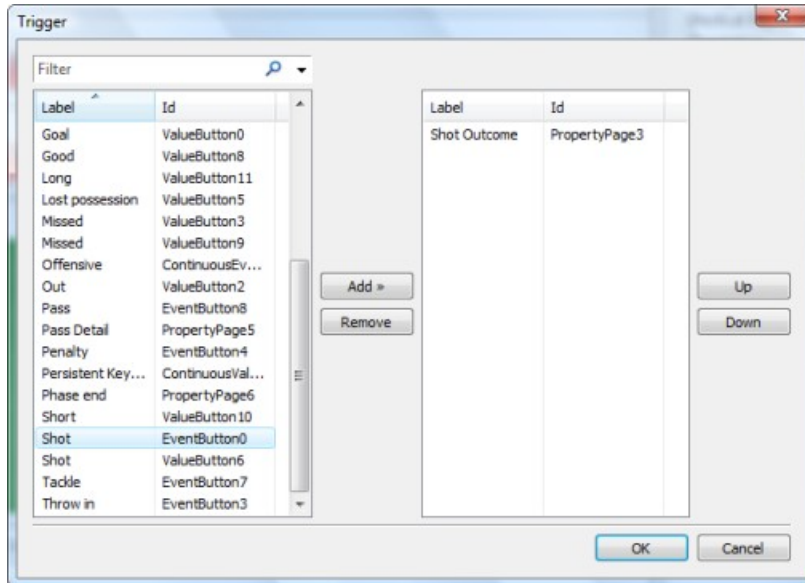 Trigger
Filter
Label Id
Goal ValueButton0
Good ValueButton8
Long ValueButton11
Lost possession ValueButton5
Missed ValueButton3
Missed ValueButton9
Offensive ContinuousEv...
Out ValueButton2
Pass EventButton8
Pass Detail PropertyPage5
Penalty EventButton4
Persistent Key... ContinuousVal...
Phase end PropertyPage6
Short ValueButton10
Shot EventButton0
Shot ValueButton6
Tackle EventButton7
Throw in EventButton3
Add »
Remove
Label Id
Shot Outcome PropertyPage3
Up
Down
OK Cancel